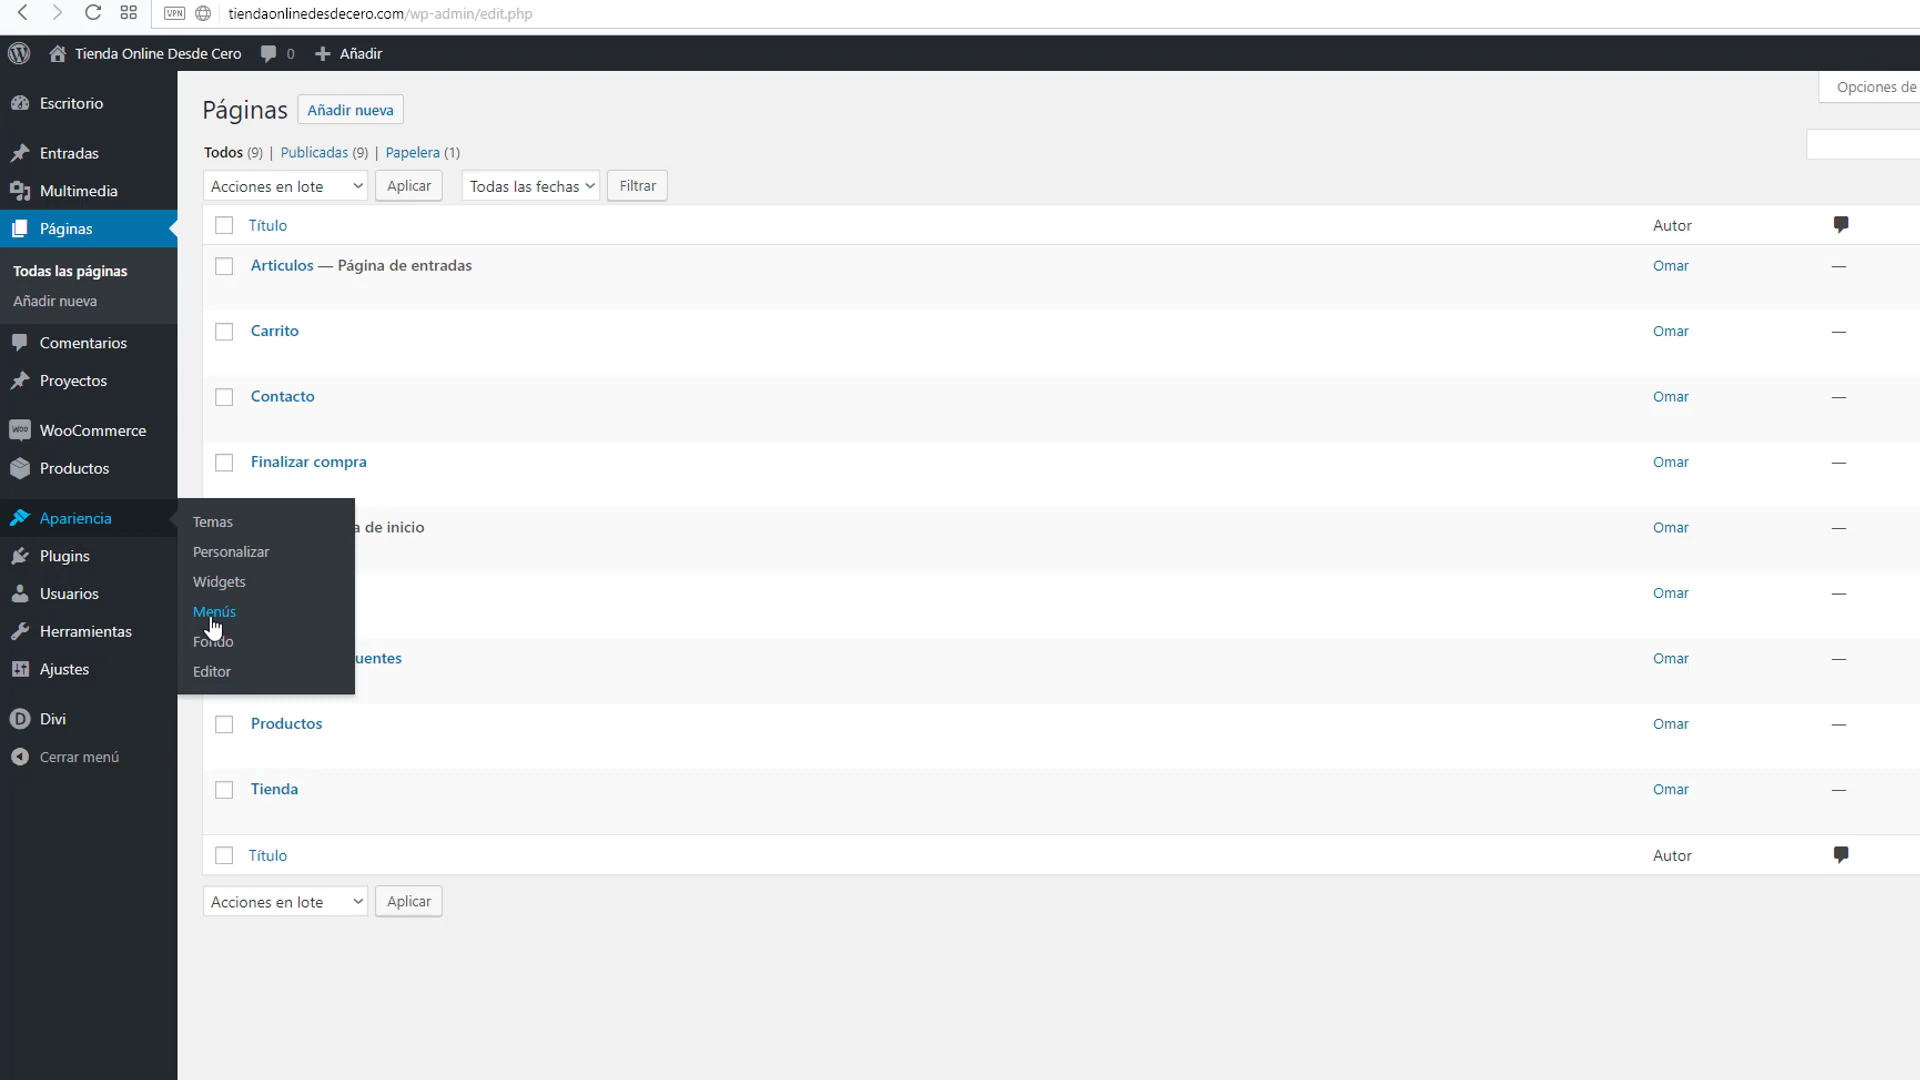 VPN tiendaonlinedesdecero.com/wp-admin/edit.php
Tienda Online Desde Cero 0 Añadir
Escritorio
Entradas
Multimedia
Páginas
Todas las páginas
Añadir nueva
Comentarios
Proyectos
WooCommerce
Productos
Apariencia
Plugins
Usuarios
Herramientas
Ajustes
Divi
Cerrar menú
Temas
Personalizar
Widgets
Menús
Fondo
Editor
Opciones de
Páginas Añadir nueva
Todos (9) | Publicadas (9) | Papelera (1)
Acciones en lote Aplicar Todas las fechas Filtrar
Título Autor
Articulos — Página de entradas Omar —
Carrito Omar —
Contacto Omar —
Finalizar compra Omar —
a de inicio Omar —
Omar —
uentes Omar —
Productos Omar —
Tienda Omar —
Título Autor
Acciones en lote Aplicar